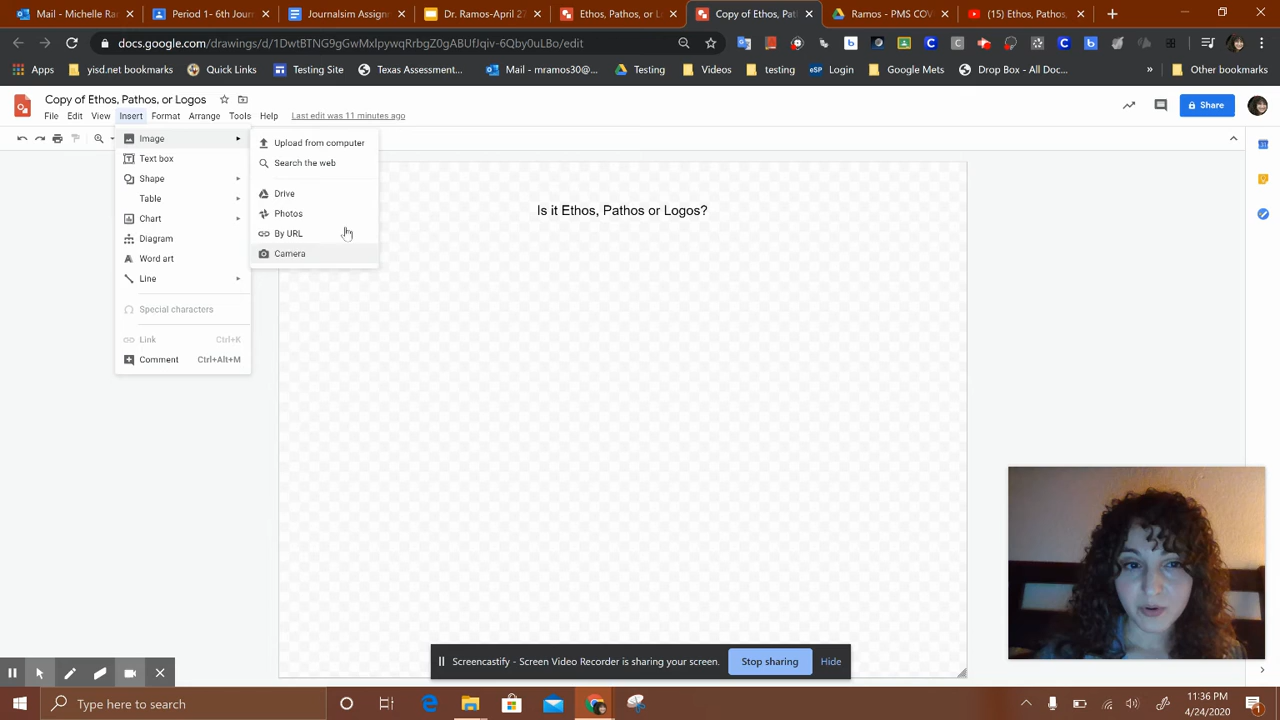 Mail - Michelle Ra
Period 1- 6th Jour
Journalsim Assign
Dr. Ramos-April 27
Ethos, Pathos, or L
Copy of Ethos, Pat
Ramos - PMS COV
(15) Ethos, Pathos,
docs.google.com/drawings/d/1DwtBTNG9gGwMxlpywqRrbgZ0gABUfJqiv-6Qby0uLBo/edit
Apps yisd.net bookmarks Quick Links Testing Site Texas Assessment... Mail - mramos30@... Testing Videos testing eSP Login Google Meets Drop Box - All Doc... » Other bookmarks
Copy of Ethos, Pathos, or Logos
File Edit View Insert Format Arrange Tools Help Last edit was 11 minutes ago
Share
Image
Text box
Shape
Table
Chart
Diagram
Word art
Line
Special characters
Link Ctrl+K
Comment Ctrl+Alt+M
Upload from computer
Search the web
Drive
Photos
By URL
Camera
Is it Ethos, Pathos or Logos?
Screencastify - Screen Video Recorder is sharing your screen. Stop sharing Hide
Type here to search
11:36 PM
4/24/2020